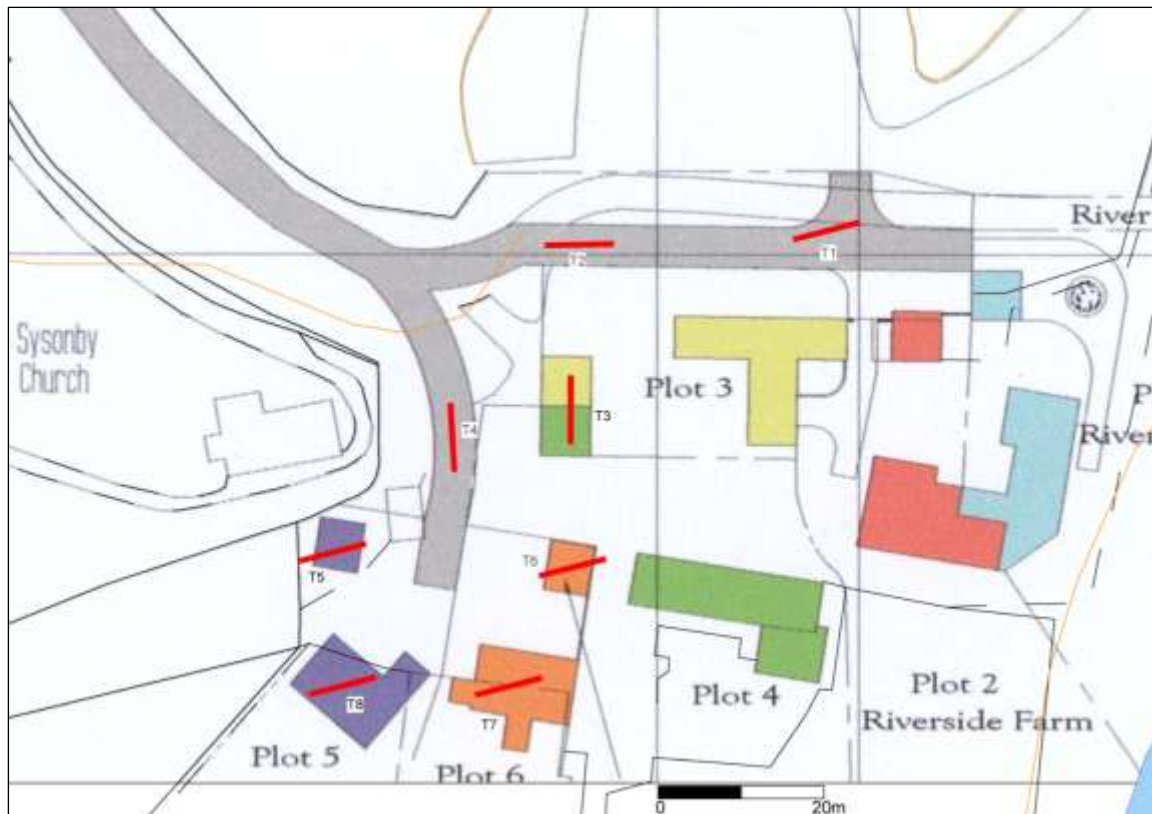 River
T1
T2
Sysonby
Church
Plot 3
T3
T4
P
River
T5
T6
Plot 4
Plot 2
Riverside Farm
T7
T8
Plot 5
Plot 6
0
20m